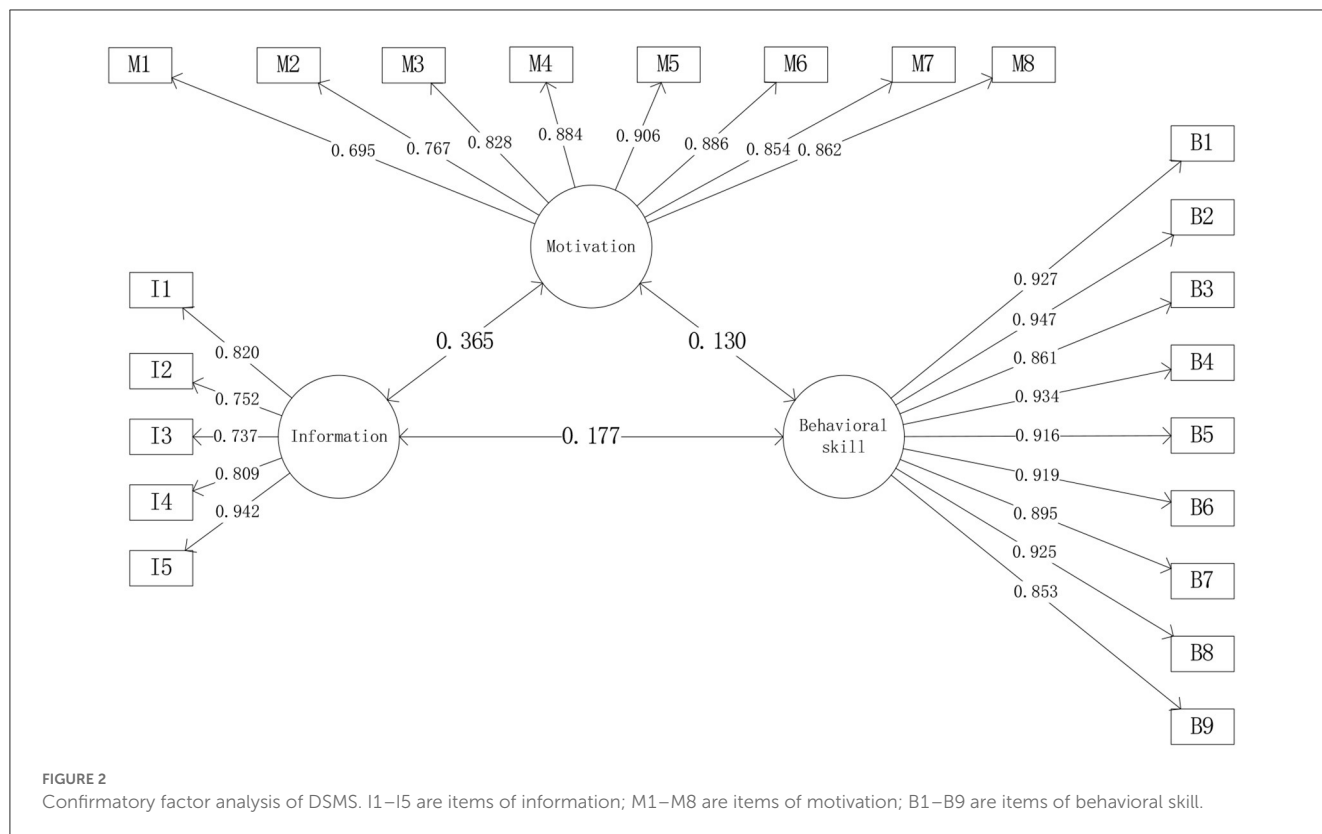 M1 M2 M3 M4 M5 M6 M7 M8
0.695 0.767 0.828 0.884 0.906 0.886 0.854 0.862
Motivation
0.365
0.130
I1
I2
I3
I4
I5
0.820
0.752
0.737
0.809
0.942
Information
0.177
Behavioral
skill
0.927
0.947
0.861
0.934
0.916
0.919
0.895
0.925
0.853
B1
B2
B3
B4
B5
B6
B7
B8
B9
FIGURE 2
Confirmatory factor analysis of DSMS. I1–I5 are items of information; M1–M8 are items of motivation; B1–B9 are items of behavioral skill.